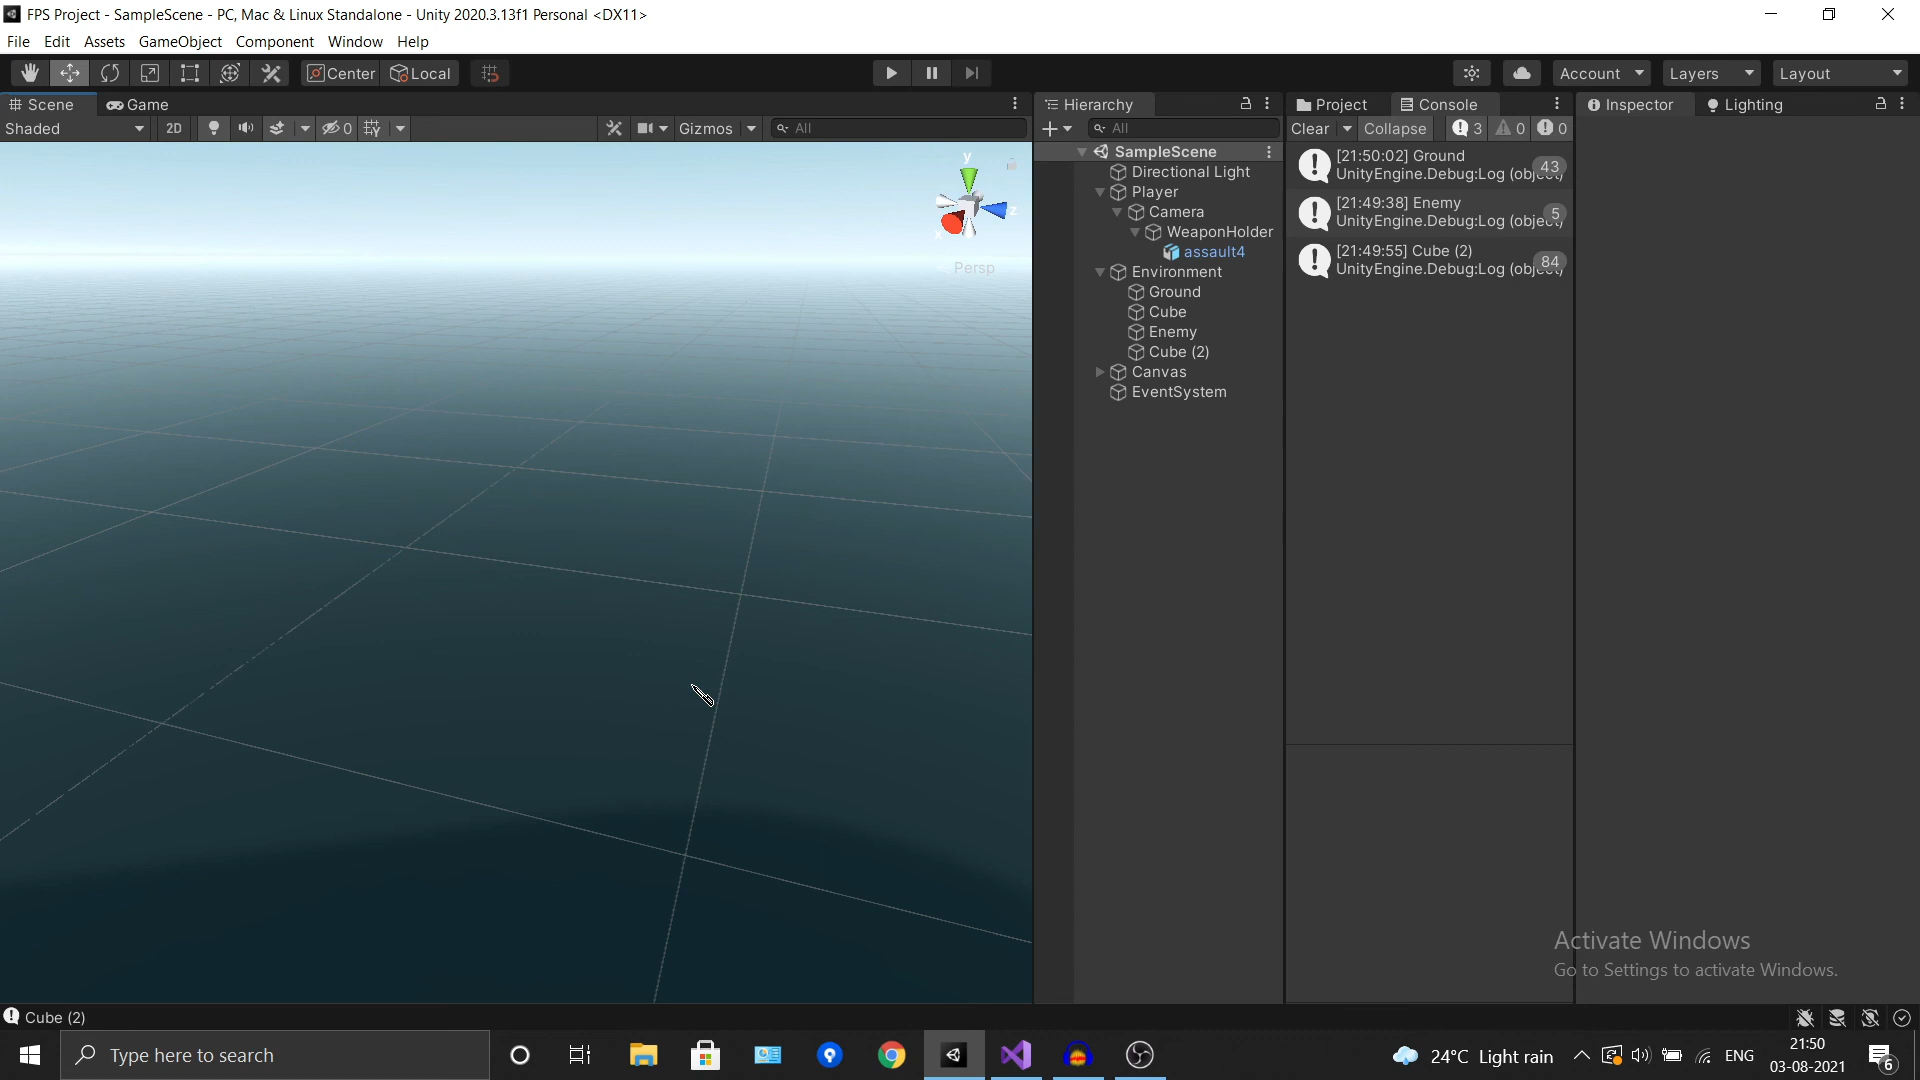 FPS Project - SampleScene - PC, Mac & Linux Standalone - Unity 2020.3.13f1 Personal <DX11>
File Edit Assets GameObject Component Window Help
Center Local Account Layers Layout
Scene Game Hierarchy Project Console Inspector Lighting
Shaded 2D 0 Gizmos All All Clear Collapse 3 0 0
SampleScene
Directional Light
Player
Camera
WeaponHolder
assault4
Environment
Ground
Cube
Enemy
Cube (2)
Canvas
EventSystem
[21:50:02] Ground
UnityEngine.Debug:Log (object)
43
[21:49:38] Enemy
UnityEngine.Debug:Log (object)
5
[21:49:55] Cube (2)
UnityEngine.Debug:Log (object)
84
y
z
x
Persp
Activate Windows
Go to Settings to activate Windows.
Cube (2)
Type here to search
24°C Light rain
ENG
21:50
03-08-2021
6